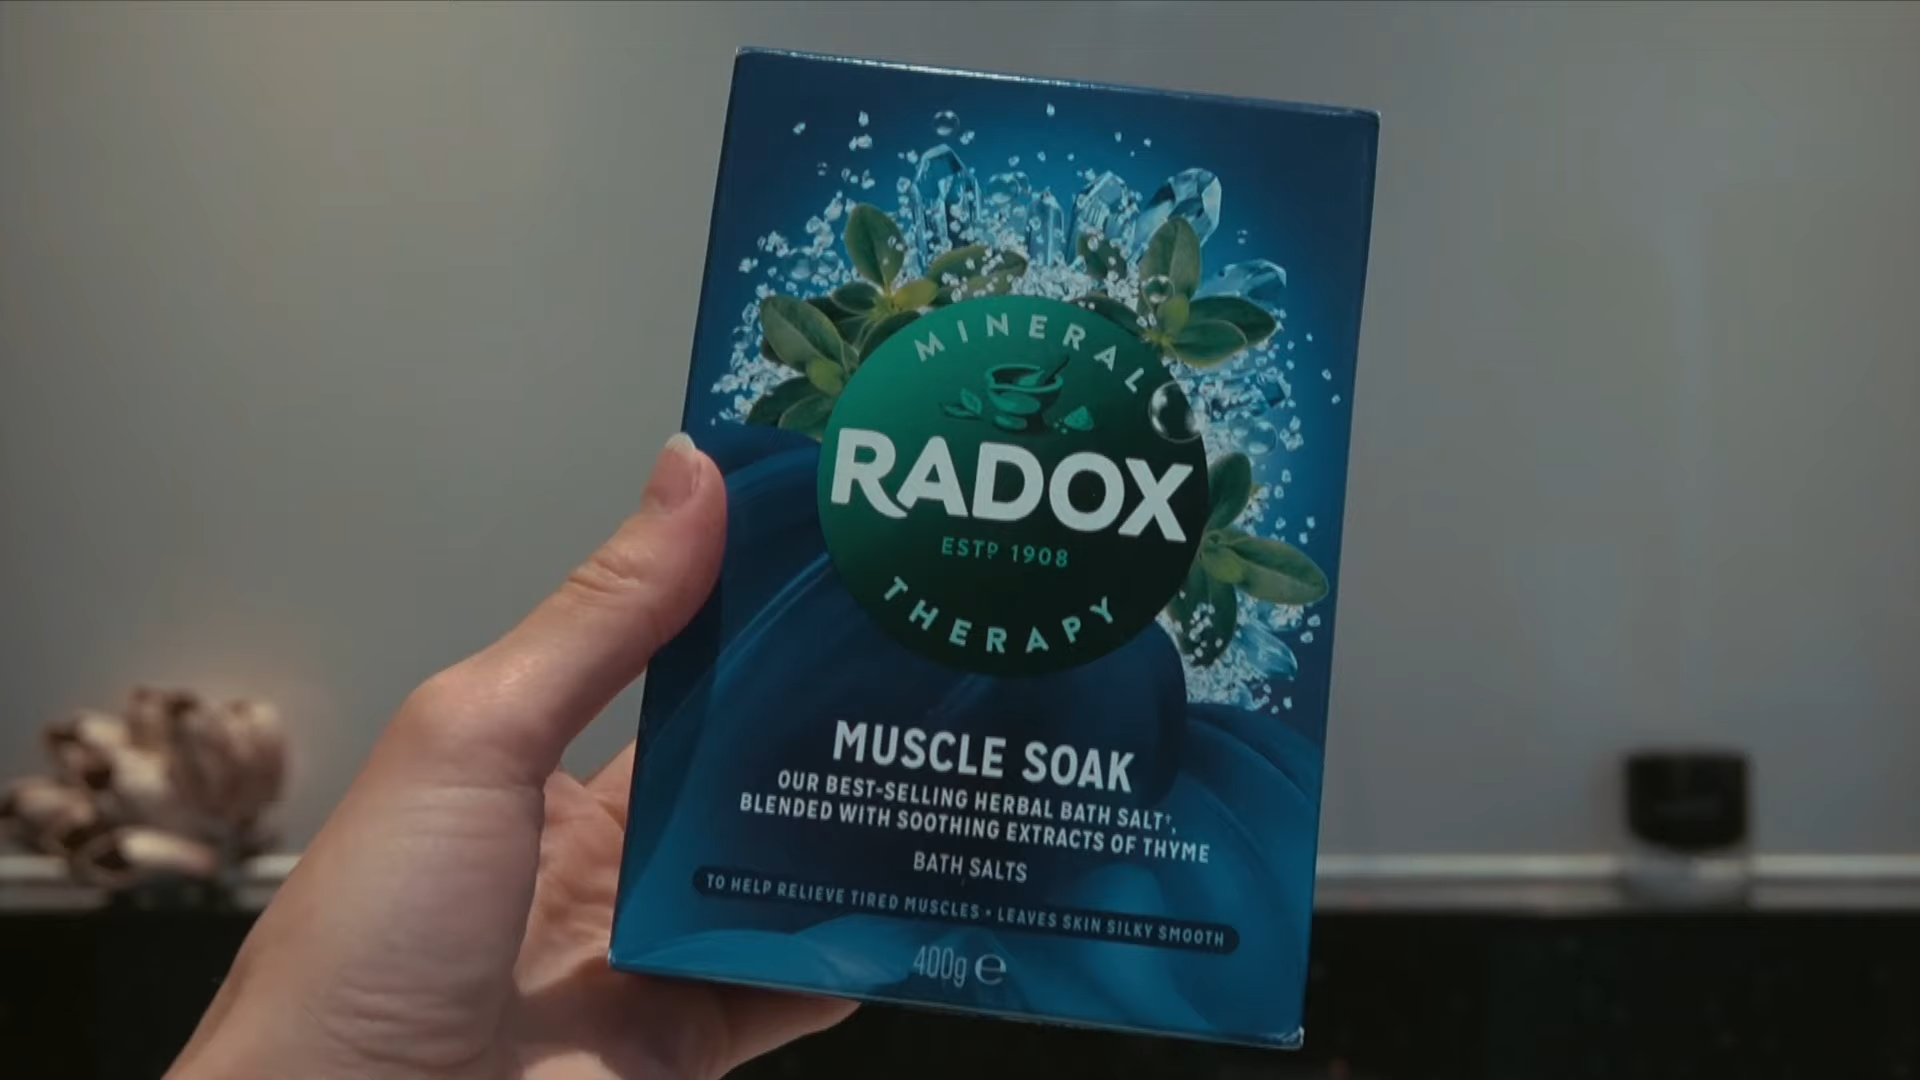 MINERAL
RADOX
ESTD 1908
THERAPY
MUSCLE SOAK
OUR BEST-SELLING HERBAL BATH SALT†,
BLENDED WITH SOOTHING EXTRACTS OF THYME
BATH SALTS
TO HELP RELIEVE TIRED MUSCLES • LEAVES SKIN SILKY SMOOTH
400g ℮